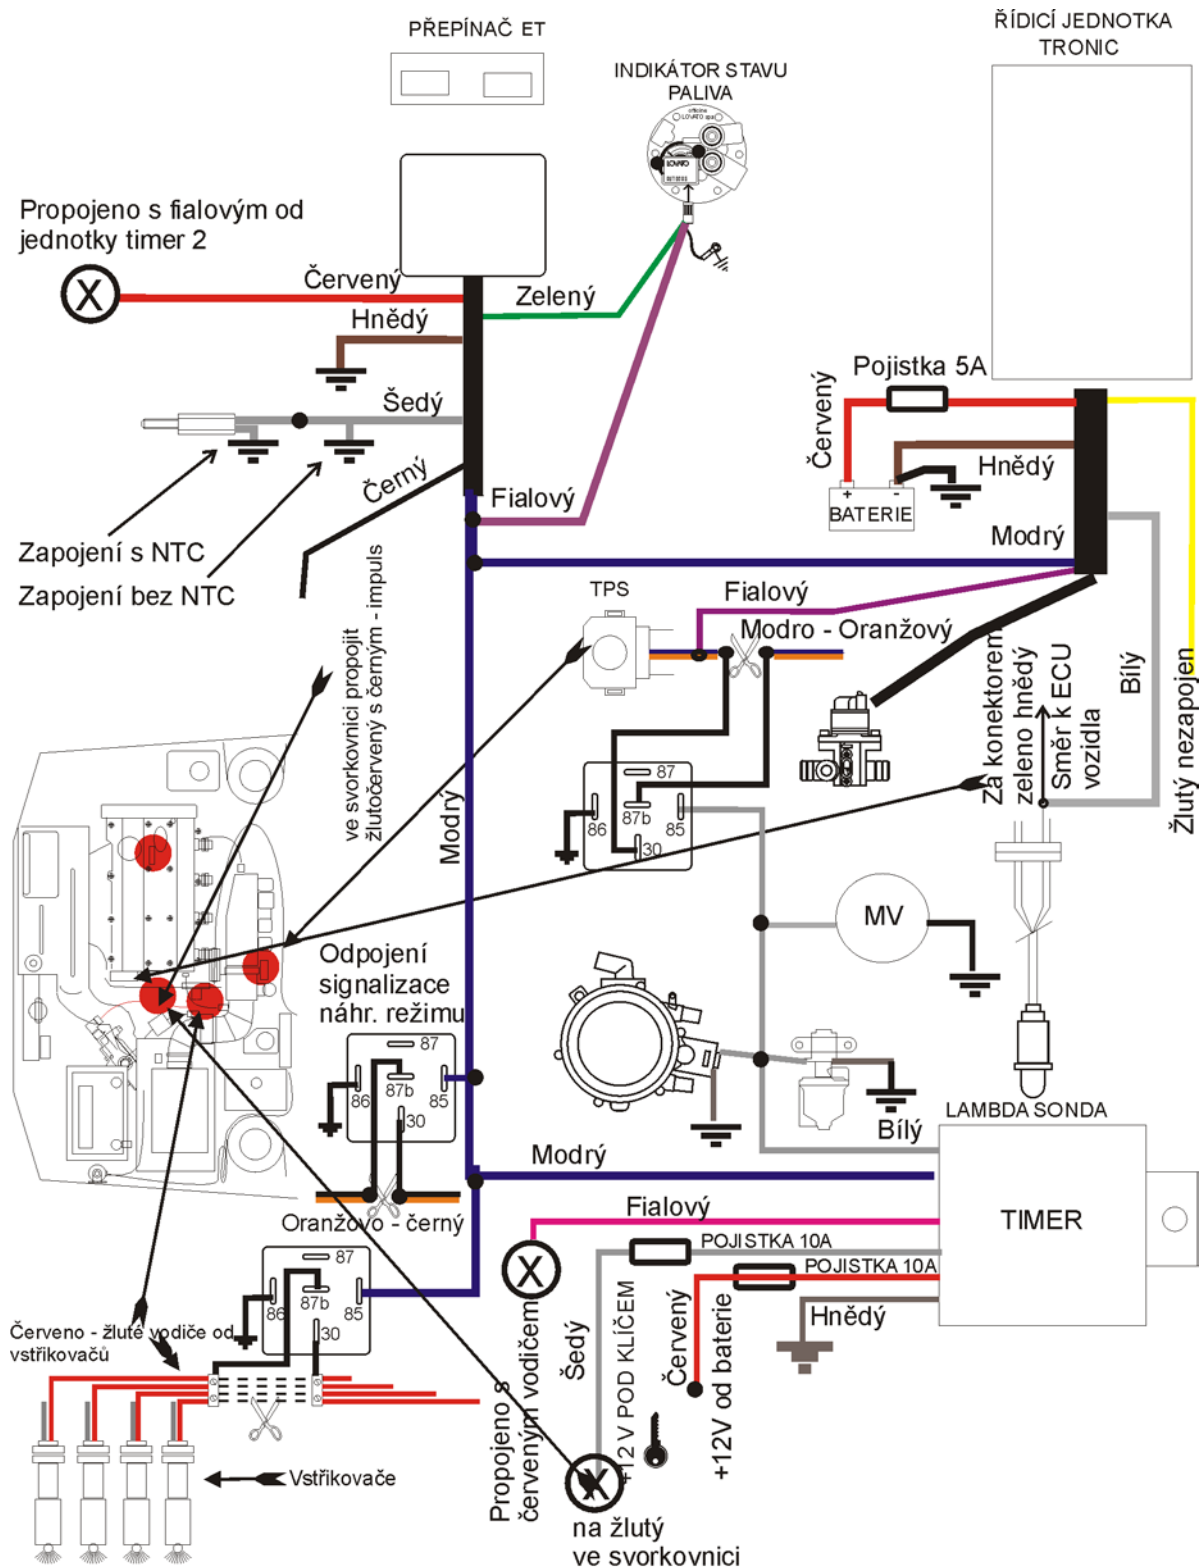 PŘEPÍNAČ ET
ŘÍDICÍ JEDNOTKA
TRONIC
INDIKÁTOR STAVU
PALIVA
officine
LOVATO spa
LOVATO
Propojeno s fialovým od
jednotky timer 2
X
Červený
Zelený
Hnědý
Šedý
Černý
Fialový
Zapojení s NTC
Zapojení bez NTC
Pojistka 5A
Červený
Hnědý
+
-
BATERIE
Modrý
TPS
Fialový
Modro - Oranžový
ve svorkovnici propojit
žlutočervený s černým - impuls
Modrý
87
86
87b
85
30
Za konektorem
zeleno hnědý
Směr k ECU
vozidla
Bílý
Žlutý nezapojen
MV
Odpojení
signalizace
náhr. režimu
87
86
87b
85
30
LAMBDA SONDA
Bílý
Modrý
Oranžovo - černý
Fialový
TIMER
POJISTKA 10A
POJISTKA 10A
Hnědý
X
87
86
87b
85
30
Červeno - žluté vodiče od
vstřikovačů
Propojeno s
červeným vodičem
Šedý
+12 V POD KLÍČEM
Červený
+12V od baterie
Vstřikovače
X
na žlutý
ve svorkovnici